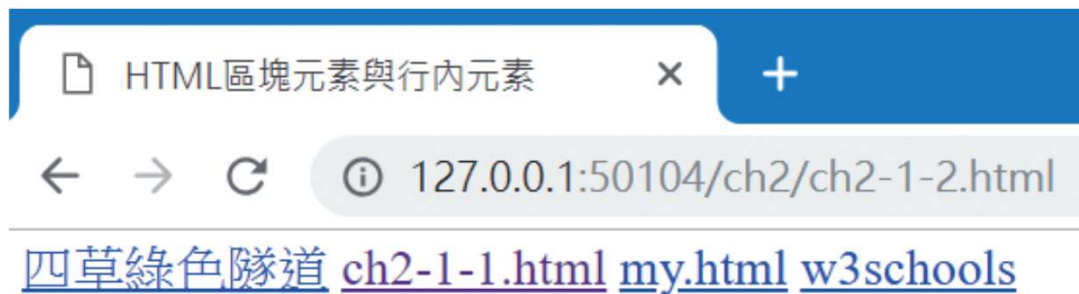 HTML區塊元素與行內元素
127.0.0.1:50104/ch2/ch2-1-2.html
四草綠色隧道 ch2-1-1.html my.html w3schools